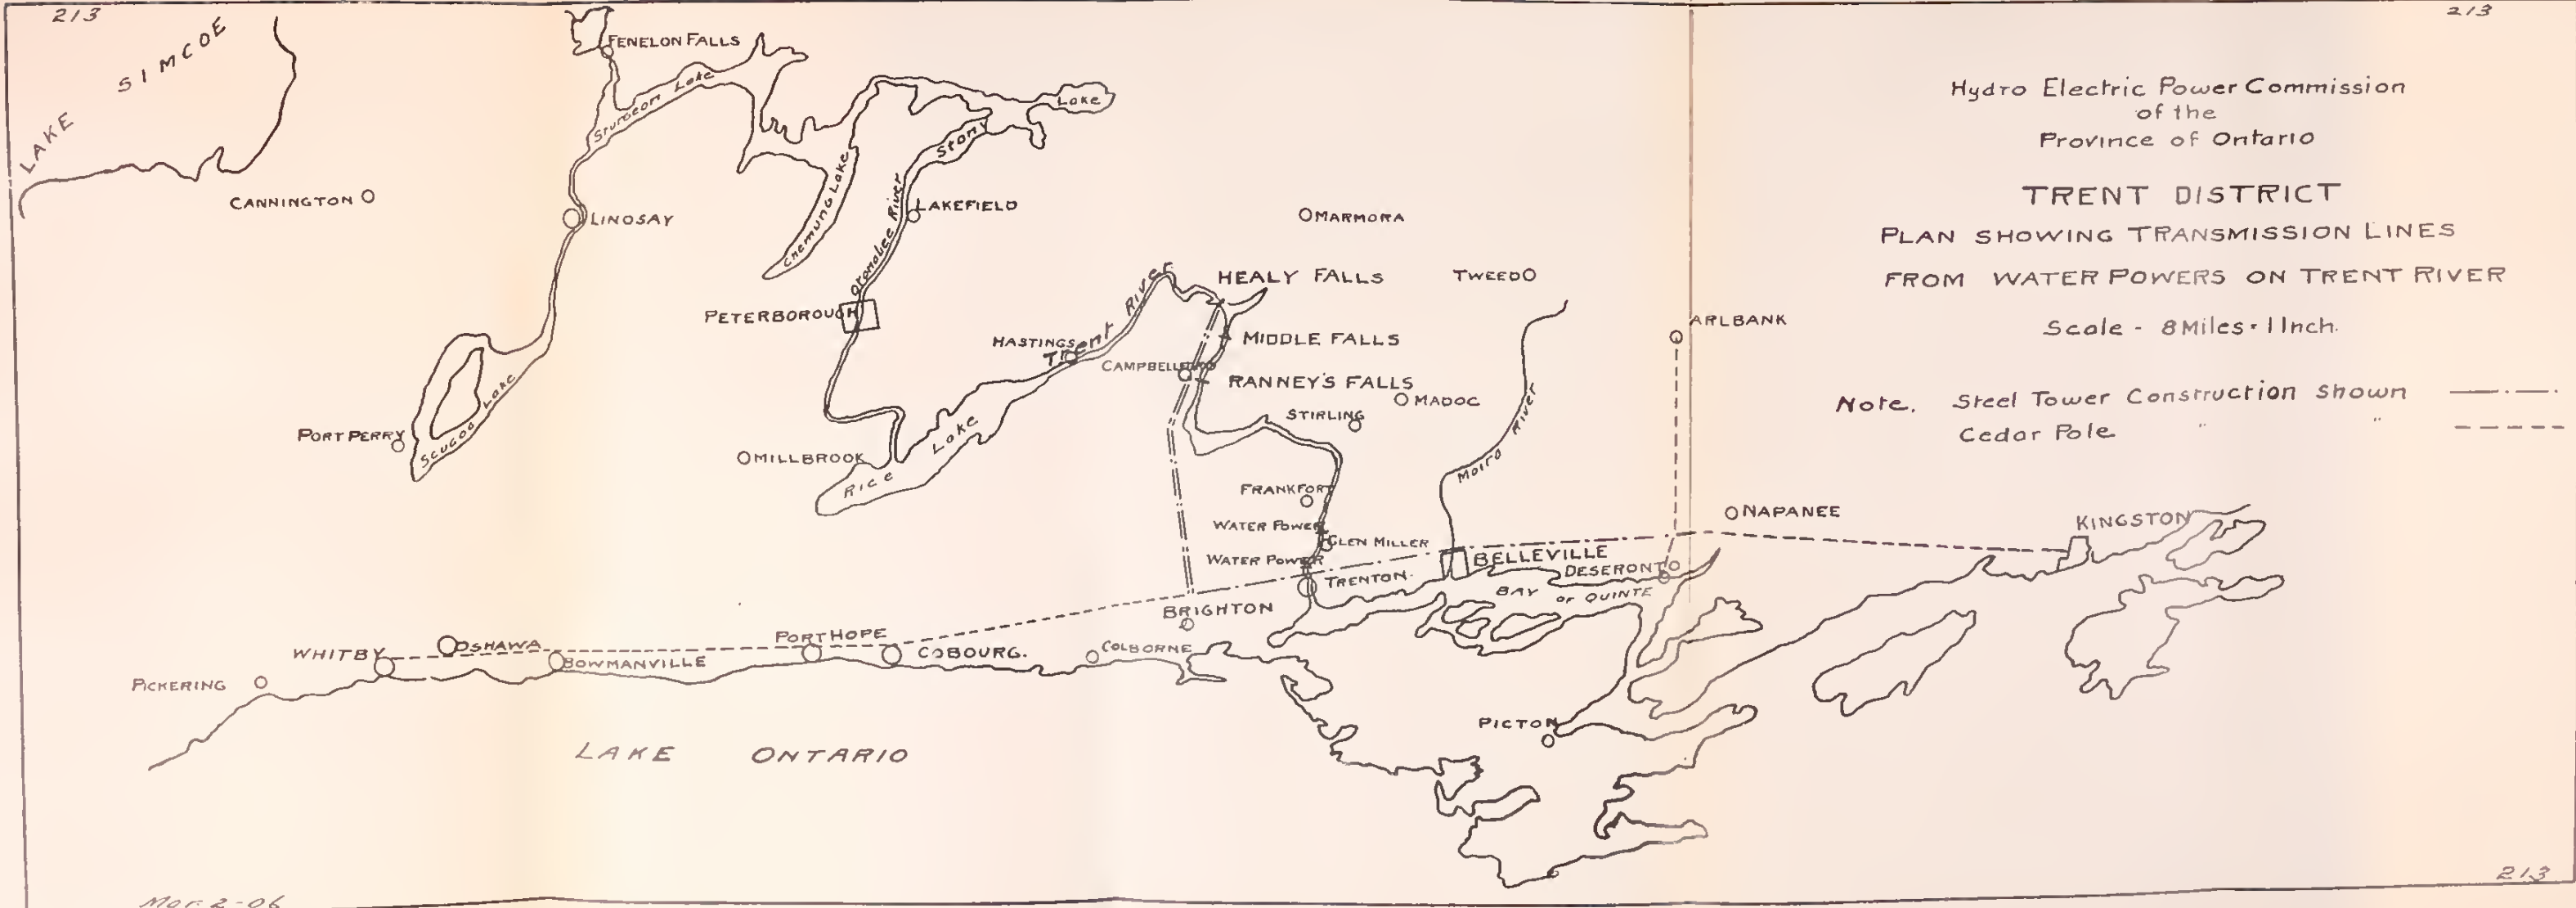 213
213
LAKE SIMCOE
FENELON FALLS
Sturgeon Lake
Lake
Stony
Hydro Electric Power Commission
of the
Province of Ontario
TRENT DISTRICT
PLAN SHOWING TRANSMISSION LINES
FROM WATER POWERS ON TRENT RIVER
Scale - 8 Miles = 1 Inch.
Note. Steel Tower Construction Shown
Cedar Pole " "
CANNINGTON
LINDSAY
Chemung Lake
Otonabee River
LAKEFIELD
MARMORA
PETERBOROUGH
Trent River
HEALY FALLS
TWEED
HASTINGS
MIDDLE FALLS
ARLBANK
RANNEY'S FALLS
MADOC
STIRLING
Moira River
PORT PERRY
Scugog Lake
MILLBROOK
Rice Lake
FRANKFORT
WATER POWER
GLEN MILLER
WATER POWER
NAPANEE
KINGSTON
BELLEVILLE
DESERONTO
TRENTON
BAY OF QUINTE
BRIGHTON
WHITBY
OSHAWA
BOWMANVILLE
PORT HOPE
COBOURG.
COLBORNE
PICKERING
PICTON
LAKE ONTARIO
213
Mar. 2-06